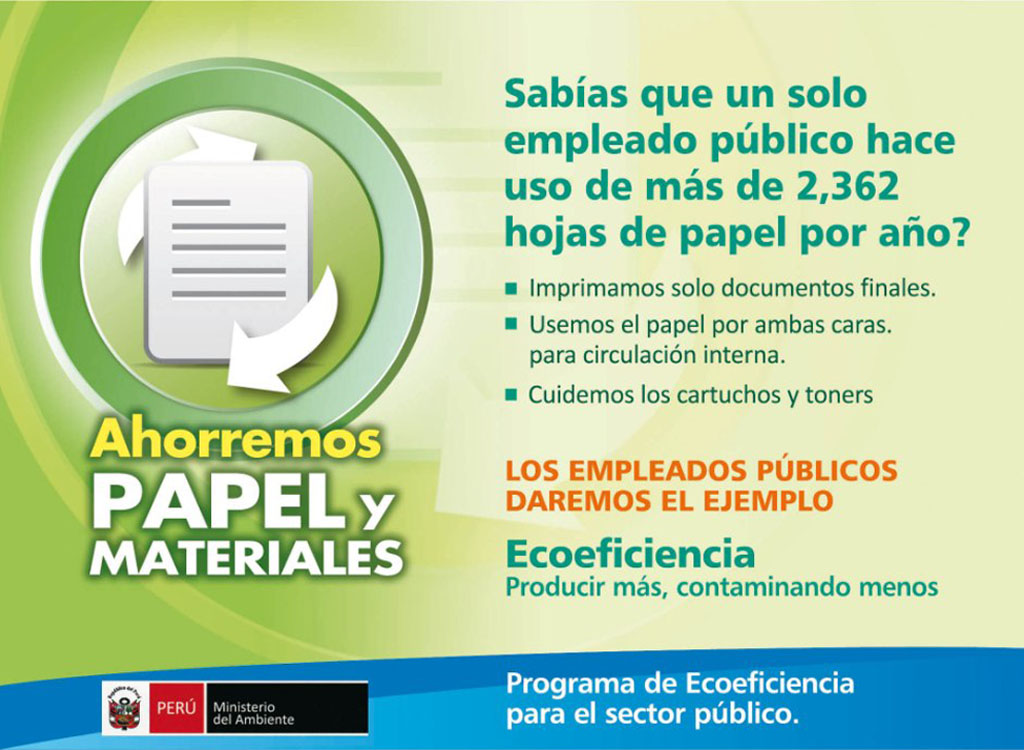 Sabías que un solo
empleado público hace
uso de más de 2,362
hojas de papel por año?
■ Imprimamos solo documentos finales.
■ Usemos el papel por ambas caras.
para circulación interna.
■ Cuidemos los cartuchos y toners
Ahorremos
PAPEL y
MATERIALES
LOS EMPLEADOS PÚBLICOS
DAREMOS EL EJEMPLO
Ecoeficiencia
Producir más, contaminando menos
República del Perú
PERÚ
Ministerio
del Ambiente
Programa de Ecoeficiencia
para el sector público.